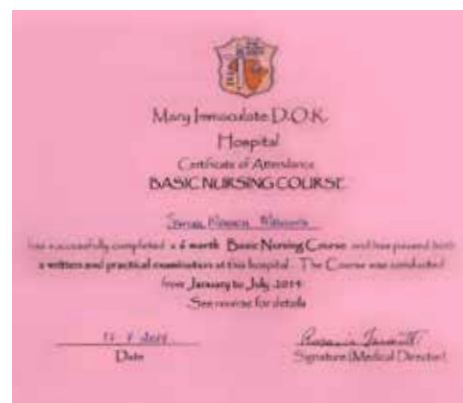 Mary Immaculate D.O.K.
Hospital
Certificate of Attendance
BASIC NURSING COURSE
has successfully completed a 6 month Basic Nursing Course and has passed both
a written and practical examination at this hospital. The Course was conducted
from January to July 2014
See reverse for details
Date
Signature (Medical Director)